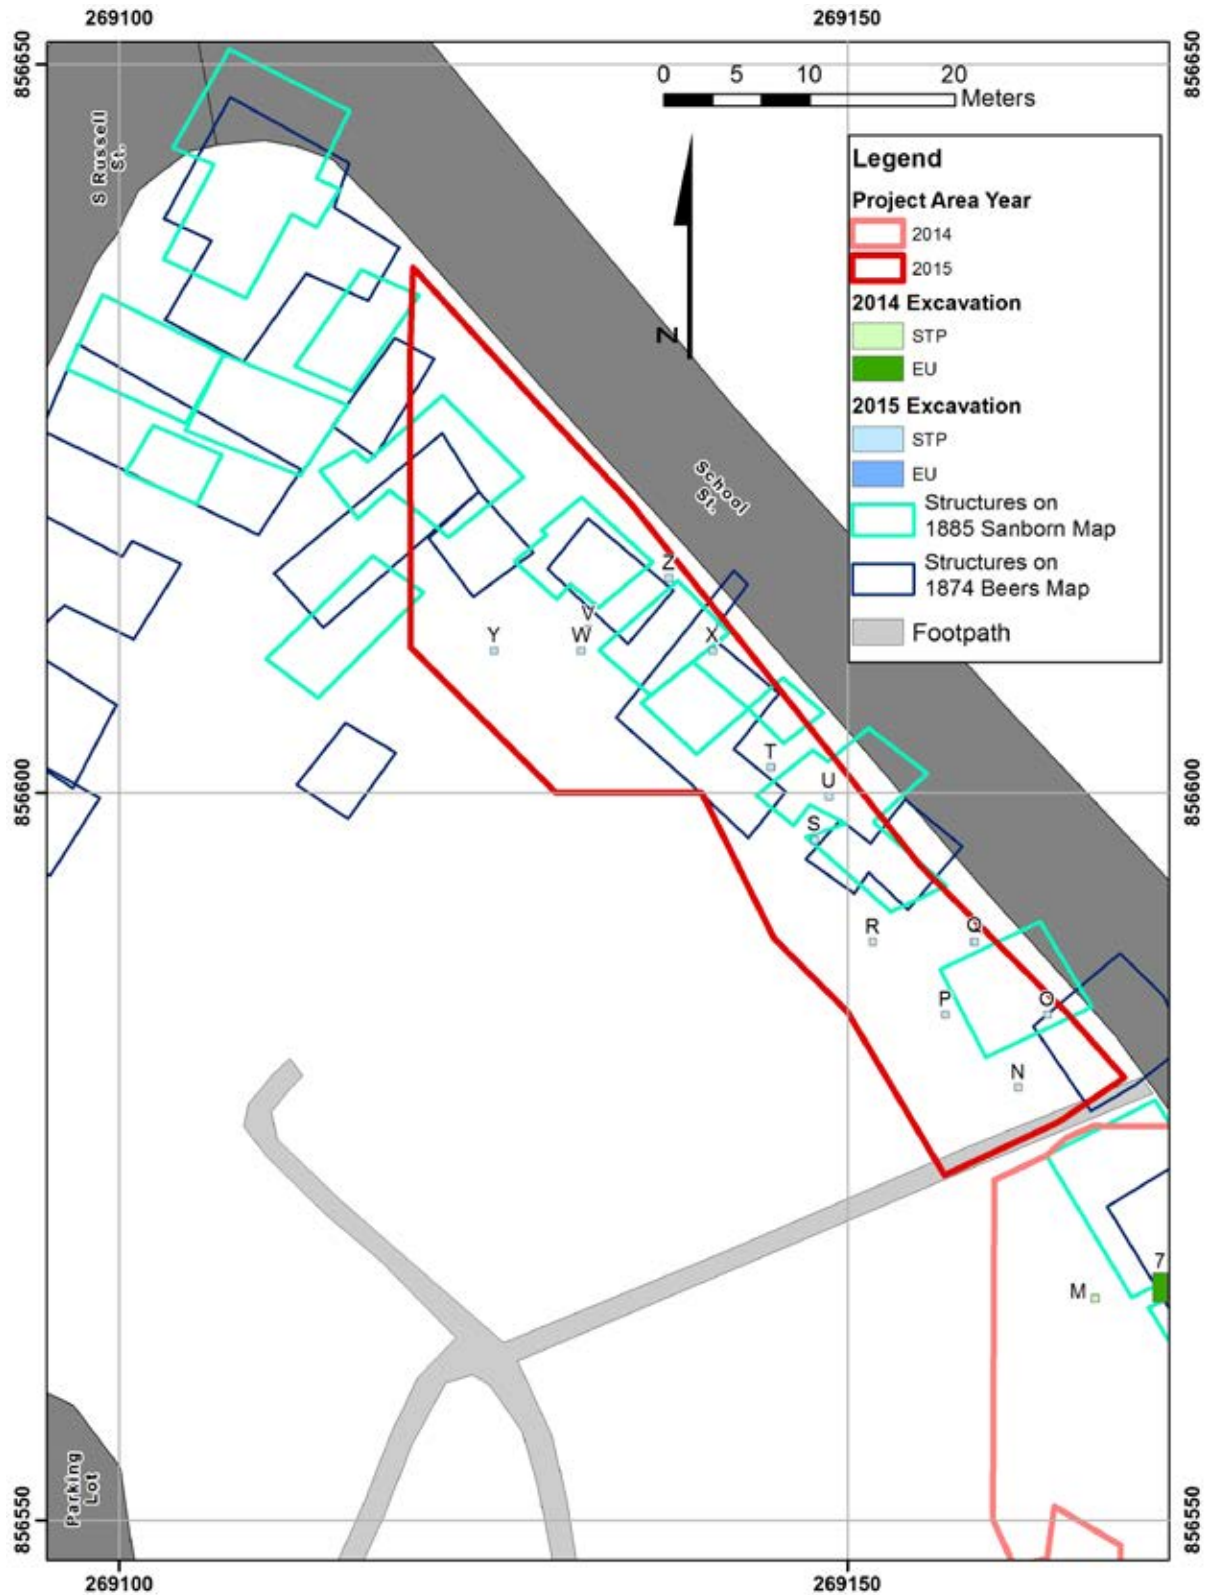 269100
269150
856650
856650
0 5 10 20
Meters
S Russell
St.
Legend
Project Area Year
2014
2015
2014 Excavation
STP
EU
2015 Excavation
STP
EU
Structures on
1885 Sanborn Map
Structures on
1874 Beers Map
Footpath
N
School
St.
Z
V
Y
W
X
T
U
S
856600
856600
R
Q
P
O
N
7
M
Parking
Lot
856550
856550
269100
269150